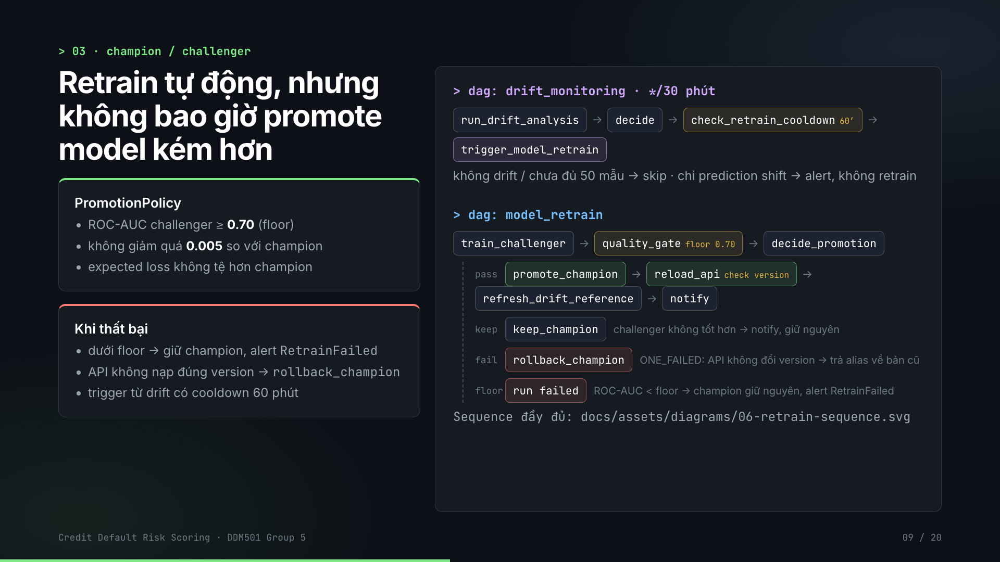 > 03 · champion / challenger
Retrain tự động, nhưng
không bao giờ promote
model kém hơn
PromotionPolicy
• ROC-AUC challenger ≥ 0.70 (floor)
• không giảm quá 0.005 so với champion
• expected loss không tệ hơn champion
Khi thất bại
• dưới floor → giữ champion, alert RetrainFailed
• API không nạp đúng version → rollback_champion
• trigger từ drift có cooldown 60 phút
> dag: drift_monitoring · */30 phút
run_drift_analysis → decide → check_retrain_cooldown 60′ →
trigger_model_retrain
không drift / chưa đủ 50 mẫu → skip · chỉ prediction shift → alert, không retrain
> dag: model_retrain
train_challenger → quality_gate floor 0.70 → decide_promotion
pass promote_champion → reload_api check version →
refresh_drift_reference → notify
keep keep_champion challenger không tốt hơn → notify, giữ nguyên
fail rollback_champion ONE_FAILED: API không đổi version → trả alias về bản cũ
floor run failed ROC-AUC < floor → champion giữ nguyên, alert RetrainFailed
Sequence đầy đủ: docs/assets/diagrams/06-retrain-sequence.svg
Credit Default Risk Scoring · DDM501 Group 5
09 / 20